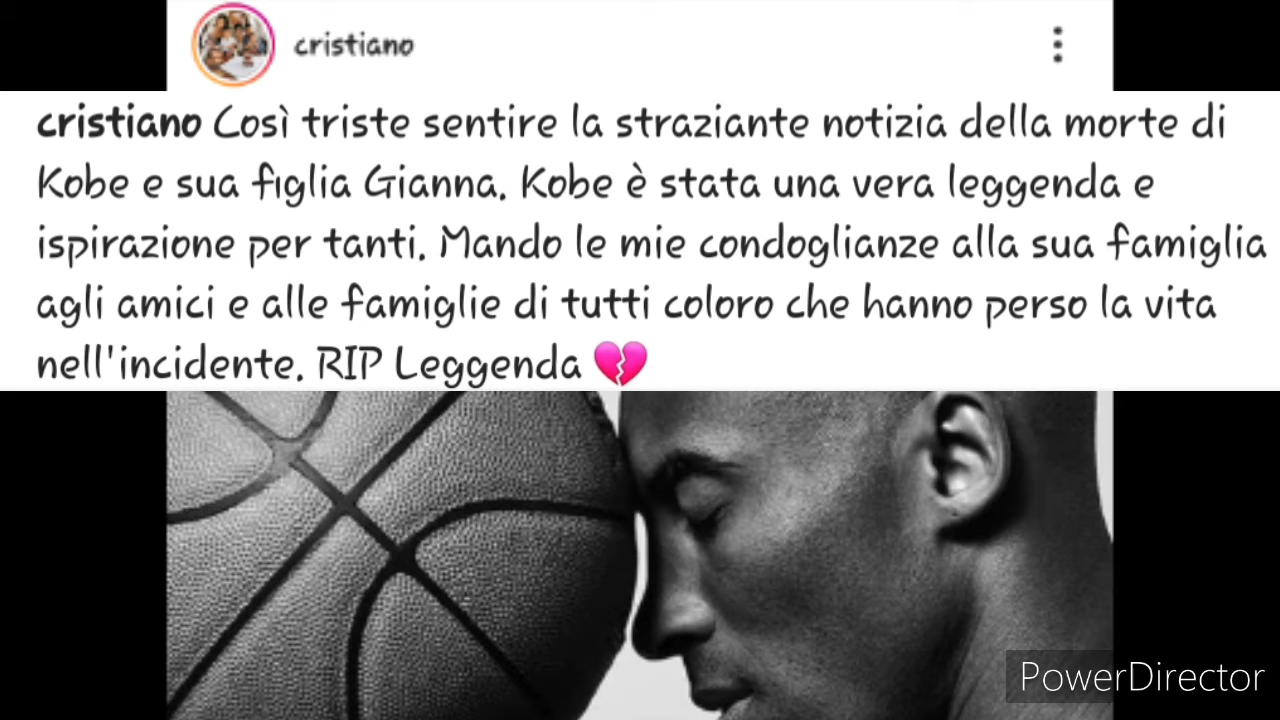 cristiano
cristiano Così triste sentire la straziante notizia della morte di
Kobe e sua figlia Gianna. Kobe è stata una vera leggenda e
ispirazione per tanti. Mando le mie condoglianze alla sua famiglia
agli amici e alle famiglie di tutti coloro che hanno perso la vita
nell'incidente. RIP Leggenda 💔
PowerDirector